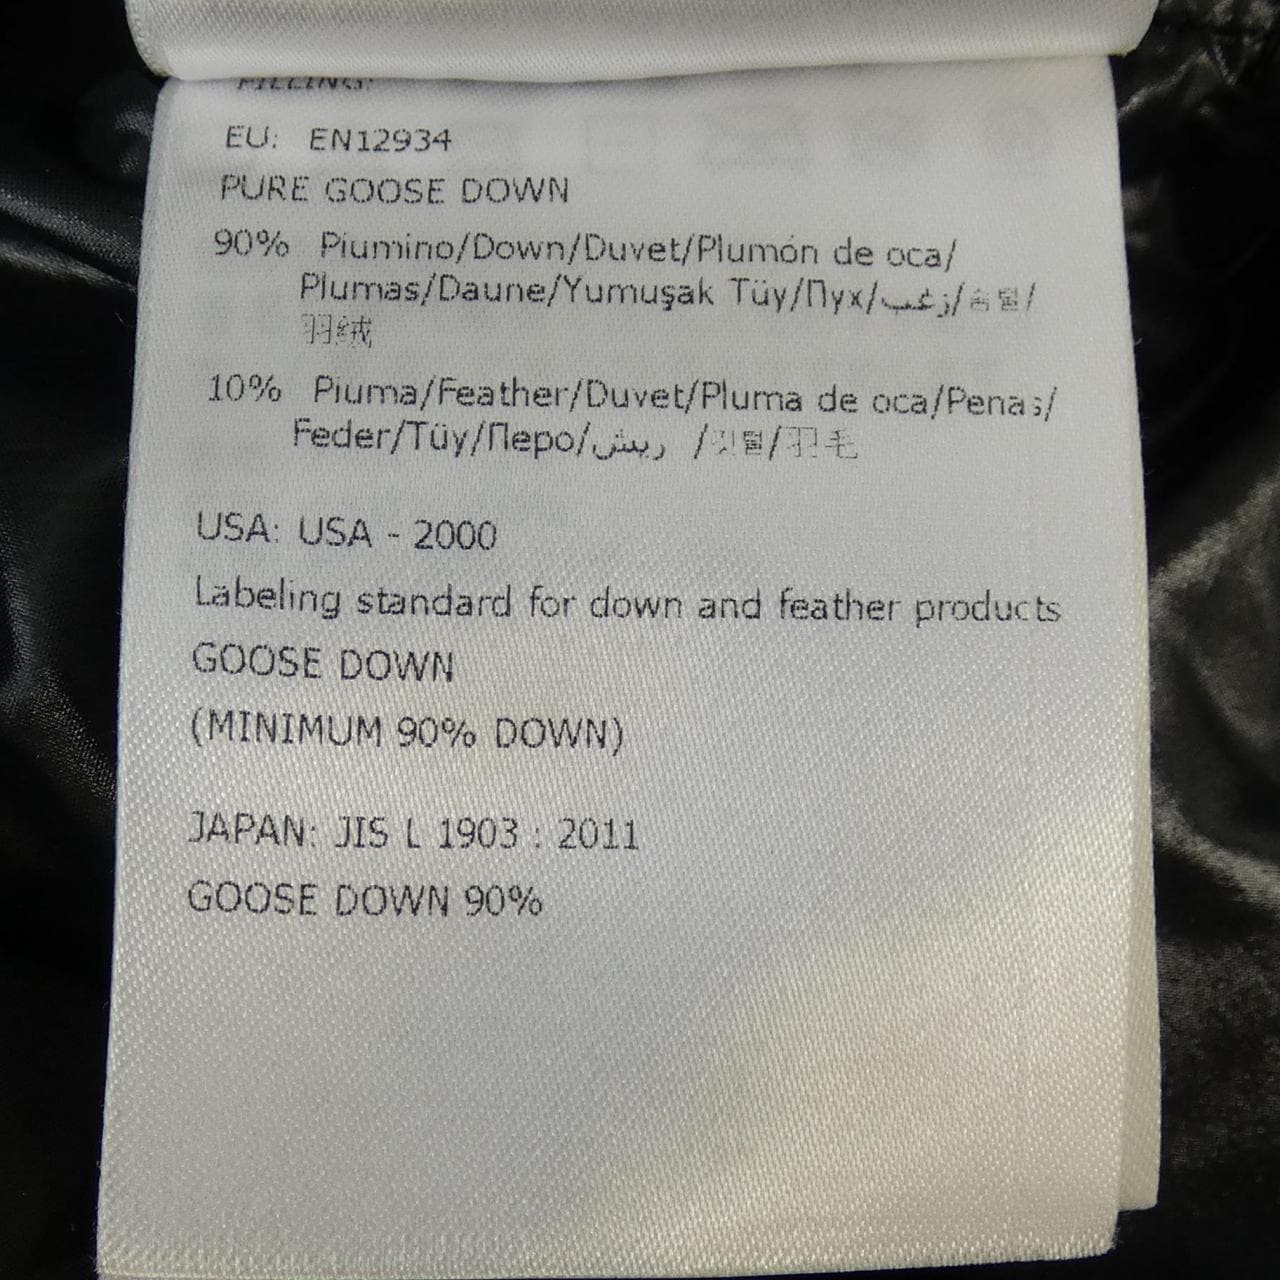 FILLING:
EU: EN12934
PURE GOOSE DOWN
90% Piumino/Down/Duvet/Plumón de oca/
Plumas/Daune/Yumuşak Tüy/Пух/زغب/솜털/
羽绒
10% Piuma/Feather/Duvet/Pluma de oca/Penas/
Feder/Tüy/Перо/ريش /깃털/羽毛
USA: USA - 2000
Labeling standard for down and feather products
GOOSE DOWN
(MINIMUM 90% DOWN)
JAPAN: JIS L 1903 : 2011
GOOSE DOWN 90%